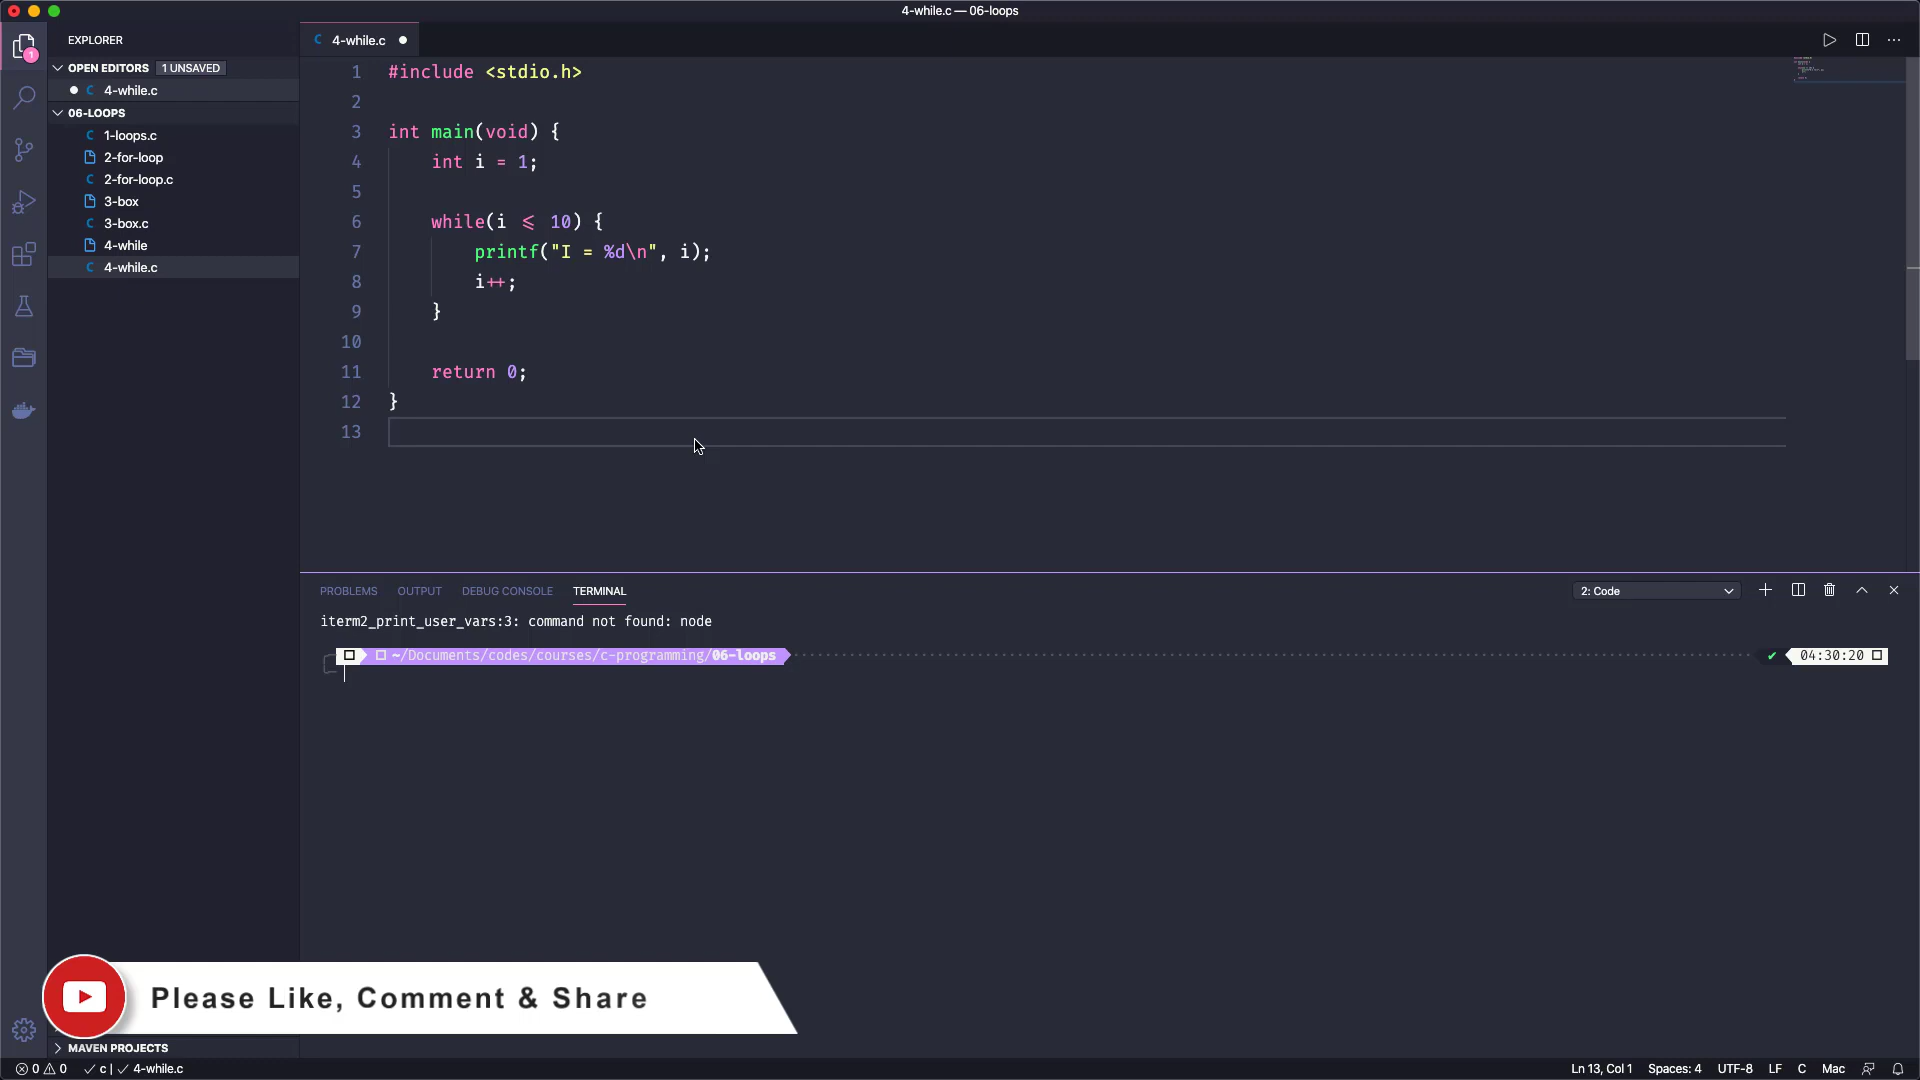 4-while.c — 06-loops
EXPLORER
OPEN EDITORS 1 UNSAVED
4-while.c
06-LOOPS
1-loops.c
2-for-loop
2-for-loop.c
3-box
3-box.c
4-while
4-while.c
1
4-while.c
1 #include <stdio.h>
2
3 int main(void) {
4 int i = 1;
5
6 while(i <= 10) {
7 printf("I = %d\n", i);
8 i++;
9 }
10
11 return 0;
12 }
13
PROBLEMS OUTPUT DEBUG CONSOLE TERMINAL 2: Code
iterm2_print_user_vars:3: command not found: node
~/Documents/codes/courses/c-programming/06-loops ✔ 04:30:20
Please Like, Comment & Share
MAVEN PROJECTS
0 0 ✓ c | ✓ 4-while.c Ln 13, Col 1 Spaces: 4 UTF-8 LF C Mac